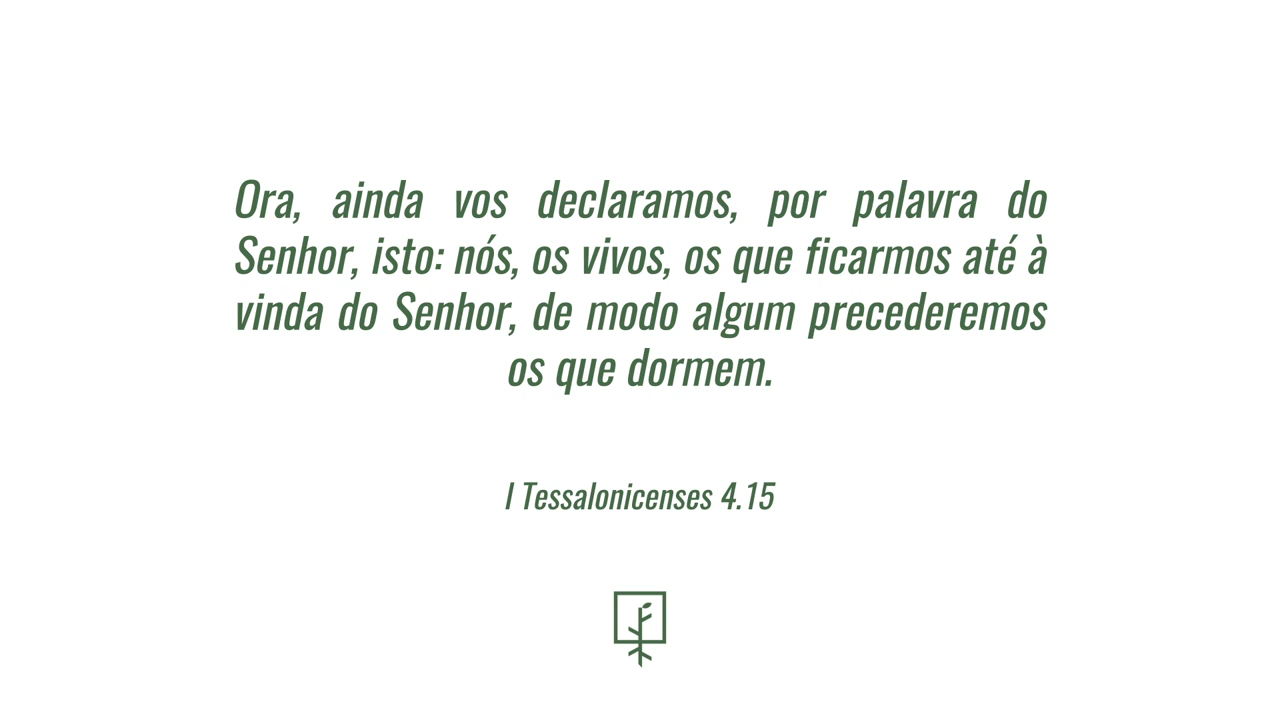 Ora, ainda vos declaramos, por palavra do
Senhor, isto: nós, os vivos, os que ficarmos até à
vinda do Senhor, de modo algum precederemos
os que dormem.
I Tessalonicenses 4.15